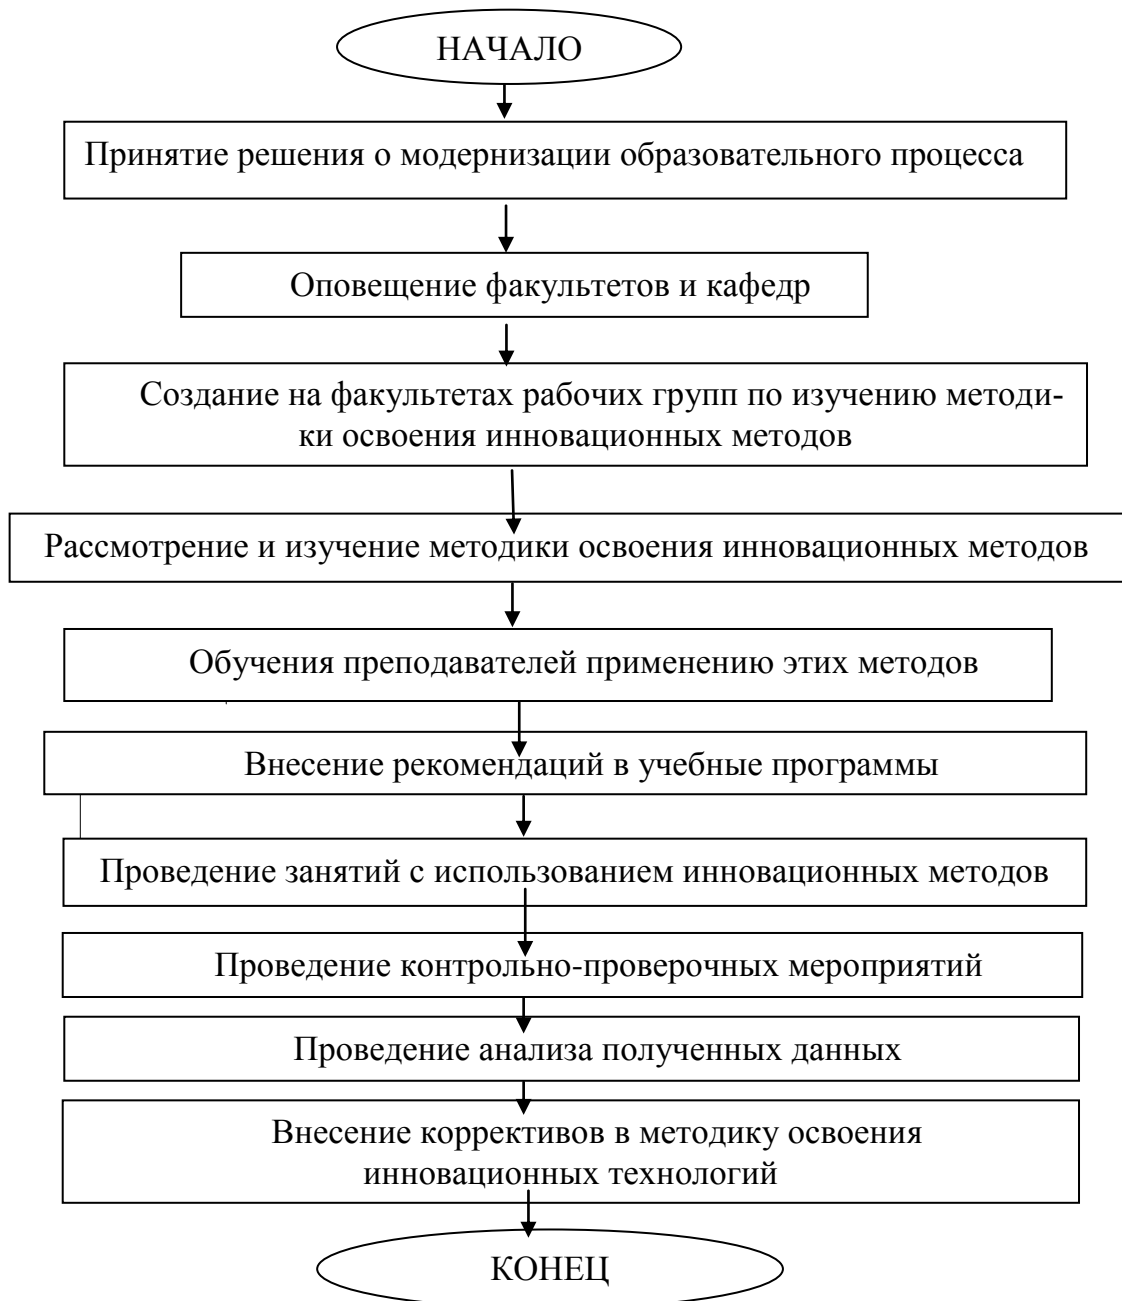 НАЧАЛО
Принятие решения о модернизации образовательного процесса
Оповещение факультетов и кафедр
Создание на факультетах рабочих групп по изучению методи-
ки освоения инновационных методов
Рассмотрение и изучение методики освоения инновационных методов
Обучения преподавателей применению этих методов
Внесение рекомендаций в учебные программы
Проведение занятий с использованием инновационных методов
Проведение контрольно-проверочных мероприятий
Проведение анализа полученных данных
Внесение коррективов в методику освоения
инновационных технологий
КОНЕЦ